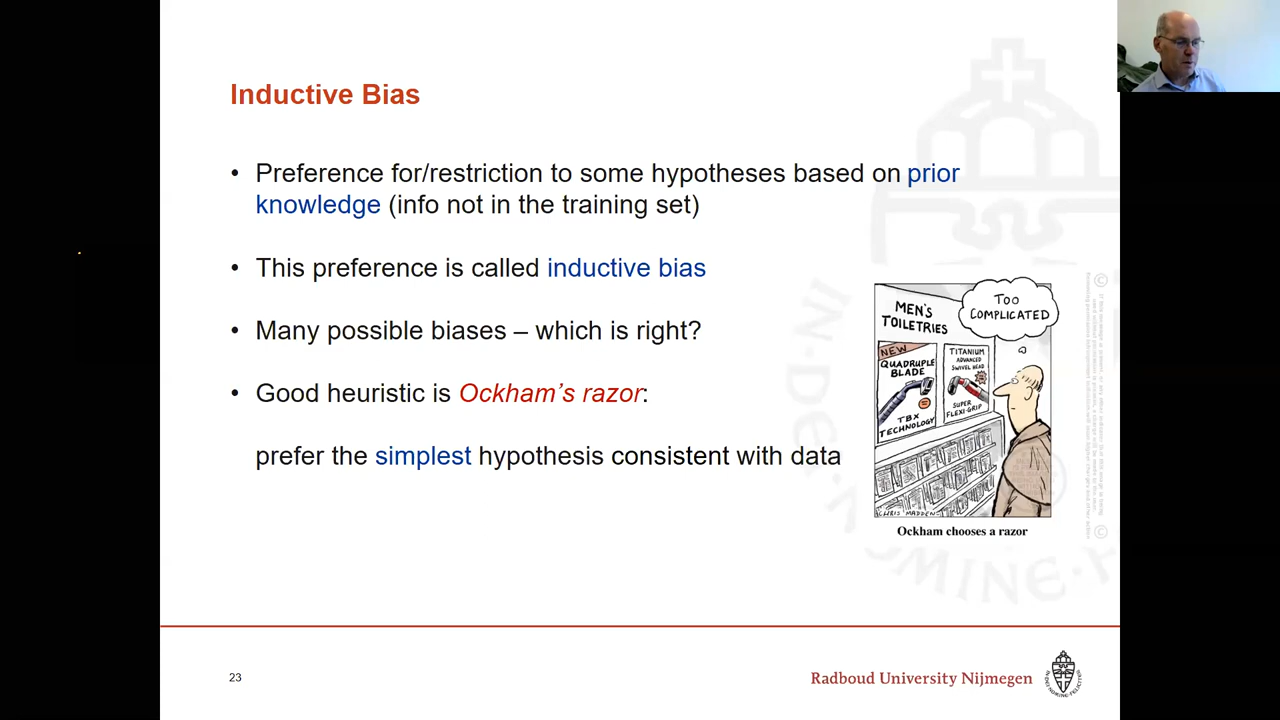 Inductive Bias
• Preference for/restriction to some hypotheses based on prior
knowledge (info not in the training set)
• This preference is called inductive bias
• Many possible biases – which is right?
• Good heuristic is Ockham’s razor:
prefer the simplest hypothesis consistent with data
TOO
COMPLICATED
MEN'S
TOILETRIES
NEW
QUADRUPLE
BLADE
TBX
TECHNOLOGY
TITANIUM
ADVANCED
SWIVEL HEAD
SUPER
FLEXI-GRIP
CHRIS MADDEN
Ockham chooses a razor
23
Radboud University Nijmegen